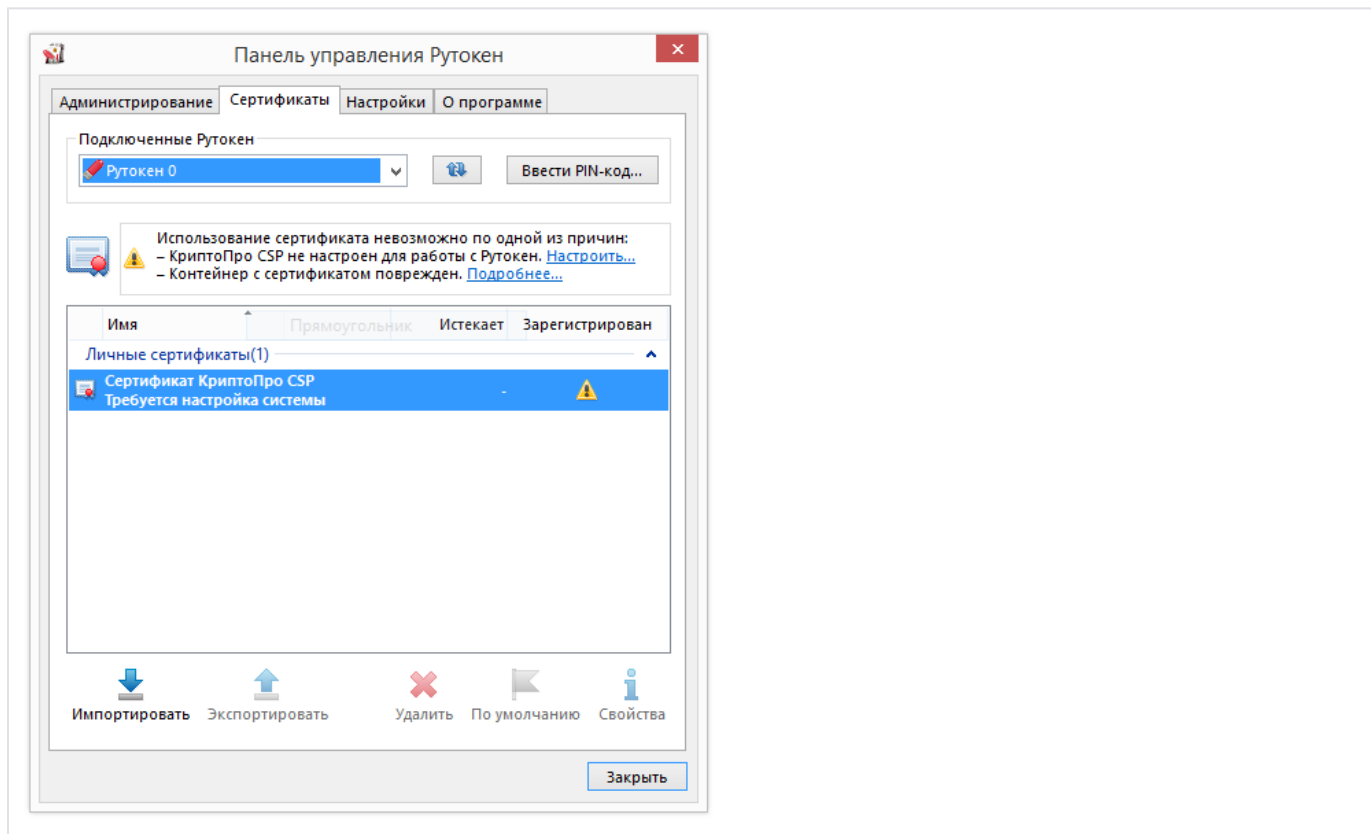 Панель управления Рутокен
Администрирование Сертификаты Настройки О программе
Подключенные Рутокен
Рутокен 0 Ввести PIN-код...
Использование сертификата невозможно по одной из причин:
– КриптоПро CSP не настроен для работы с Рутокен. Настроить...
– Контейнер с сертификатом поврежден. Подробнее...
Имя Прямоугольник Истекает Зарегистрирован
Личные сертификаты(1)
Сертификат КриптоПро CSP
Требуется настройка системы -
Импортировать Экспортировать Удалить По умолчанию Свойства
Закрыть